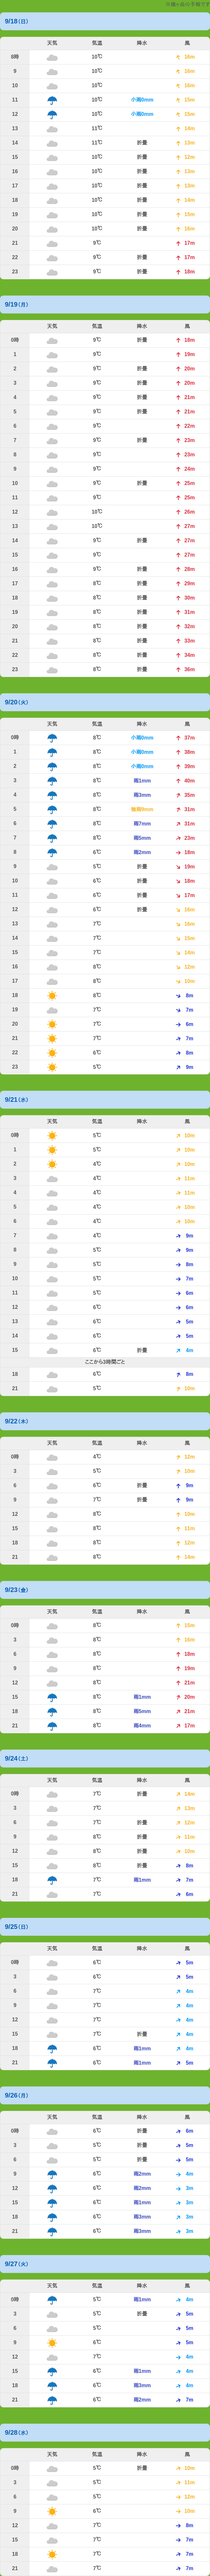 9/18（日）
天気 気温 降水 風
8時 10℃ 16m
9 10℃ 16m
10 10℃ 16m
11 10℃ 小雨0mm 15m
12 10℃ 小雨0mm 15m
13 11℃ 14m
14 11℃ 折畳 13m
15 10℃ 折畳 12m
16 10℃ 折畳 13m
17 10℃ 折畳 13m
18 10℃ 折畳 14m
19 10℃ 折畳 15m
20 10℃ 折畳 16m
21 9℃ 折畳 17m
22 9℃ 折畳 17m
23 9℃ 折畳 18m
9/19（月）
天気 気温 降水 風
0時 9℃ 折畳 18m
1 9℃ 19m
2 9℃ 折畳 20m
3 9℃ 折畳 20m
4 9℃ 折畳 21m
5 9℃ 折畳 21m
6 9℃ 22m
7 9℃ 折畳 23m
8 9℃ 23m
9 9℃ 24m
10 9℃ 折畳 25m
11 9℃ 25m
12 10℃ 26m
13 10℃ 27m
14 9℃ 折畳 27m
15 9℃ 27m
16 9℃ 折畳 28m
17 8℃ 折畳 29m
18 8℃ 折畳 30m
19 8℃ 折畳 31m
20 8℃ 折畳 32m
21 8℃ 折畳 33m
22 8℃ 折畳 34m
23 8℃ 折畳 36m
9/20（火）
天気 気温 降水 風
0時 8℃ 小雨0mm 37m
1 8℃ 小雨0mm 38m
2 8℃ 小雨0mm 39m
3 8℃ 雨1mm 40m
4 8℃ 雨3mm 35m
5 8℃ 31m
6 8℃ 雨7mm 31m
7 8℃ 雨5mm 23m
8 6℃ 雨2mm 18m
9 5℃ 折畳 19m
10 6℃ 折畳 18m
11 6℃ 折畳 17m
12 6℃ 折畳 16m
13 7℃ 16m
14 7℃ 15m
15 7℃ 14m
16 8℃ 12m
17 8℃ 10m
18 8℃ 8m
19 7℃ 7m
20 7℃ 6m
21 7℃ 7m
22 6℃ 8m
23 5℃ 9m
9/21（水）
天気 気温 降水 風
0時 5℃ 10m
1 5℃ 10m
2 4℃ 10m
3 4℃ 11m
4 4℃ 11m
5 4℃ 10m
6 4℃ 10m
7 4℃ 9m
8 5℃ 9m
9 5℃ 8m
10 5℃ 7m
11 5℃ 6m
12 6℃ 6m
13 6℃ 5m
14 6℃ 5m
15 6℃ 折畳 4m
ここから3時間ごと
18 6℃ 8m
21 5℃ 10m
9/22（木）
天気 気温 降水 風
0時 4℃ 12m
3 5℃ 10m
6 6℃ 折畳 9m
9 7℃ 折畳 9m
12 8℃ 10m
15 8℃ 11m
18 8℃ 12m
21 8℃ 14m
9/23（金）
天気 気温 降水 風
0時 8℃ 15m
3 8℃ 16m
6 8℃ 18m
9 8℃ 19m
12 8℃ 21m
15 8℃ 雨1mm 20m
18 8℃ 雨5mm 21m
21 8℃ 雨4mm 17m
9/24（土）
天気 気温 降水 風
0時 7℃ 折畳 14m
3 7℃ 13m
6 7℃ 折畳 12m
9 8℃ 折畳 11m
12 8℃ 折畳 10m
15 8℃ 折畳 8m
18 7℃ 雨1mm 7m
21 7℃ 6m
9/25（日）
天気 気温 降水 風
0時 6℃ 5m
3 6℃ 5m
6 7℃ 4m
9 7℃ 4m
12 7℃ 4m
15 7℃ 折畳 4m
18 6℃ 雨1mm 4m
21 6℃ 雨1mm 5m
9/26（月）
天気 気温 降水 風
0時 6℃ 折畳 6m
3 5℃ 折畳 5m
6 5℃ 折畳 5m
9 6℃ 雨2mm 4m
12 6℃ 雨2mm 3m
15 6℃ 雨1mm 3m
18 6℃ 雨3mm 3m
21 6℃ 雨3mm 3m
9/27（火）
天気 気温 降水 風
0時 5℃ 雨1mm 4m
3 5℃ 折畳 5m
6 5℃ 5m
9 6℃ 5m
12 7℃ 4m
15 6℃ 雨1mm 4m
18 6℃ 雨3mm 4m
21 6℃ 雨2mm 7m
9/28（水）
天気 気温 降水 風
0時 5℃ 折畳 10m
3 5℃ 11m
6 5℃ 12m
9 6℃ 10m
12 7℃ 8m
15 7℃ 7m
18 7℃ 7m
21 7℃ 7m